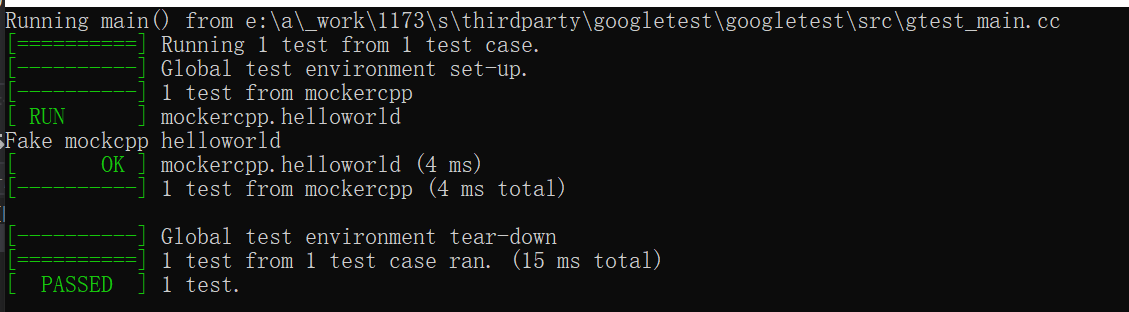 Running main() from e:\a\_work\1173\s\thirdparty\googletest\googletest\src\gtest_main.cc
[==========] Running 1 test from 1 test case.
[----------] Global test environment set-up.
[----------] 1 test from mockercpp
[ RUN      ] mockercpp.helloworld
Fake mockcpp helloworld
[       OK ] mockercpp.helloworld (4 ms)
[----------] 1 test from mockercpp (4 ms total)

[----------] Global test environment tear-down
[==========] 1 test from 1 test case ran. (15 ms total)
[  PASSED  ] 1 test.